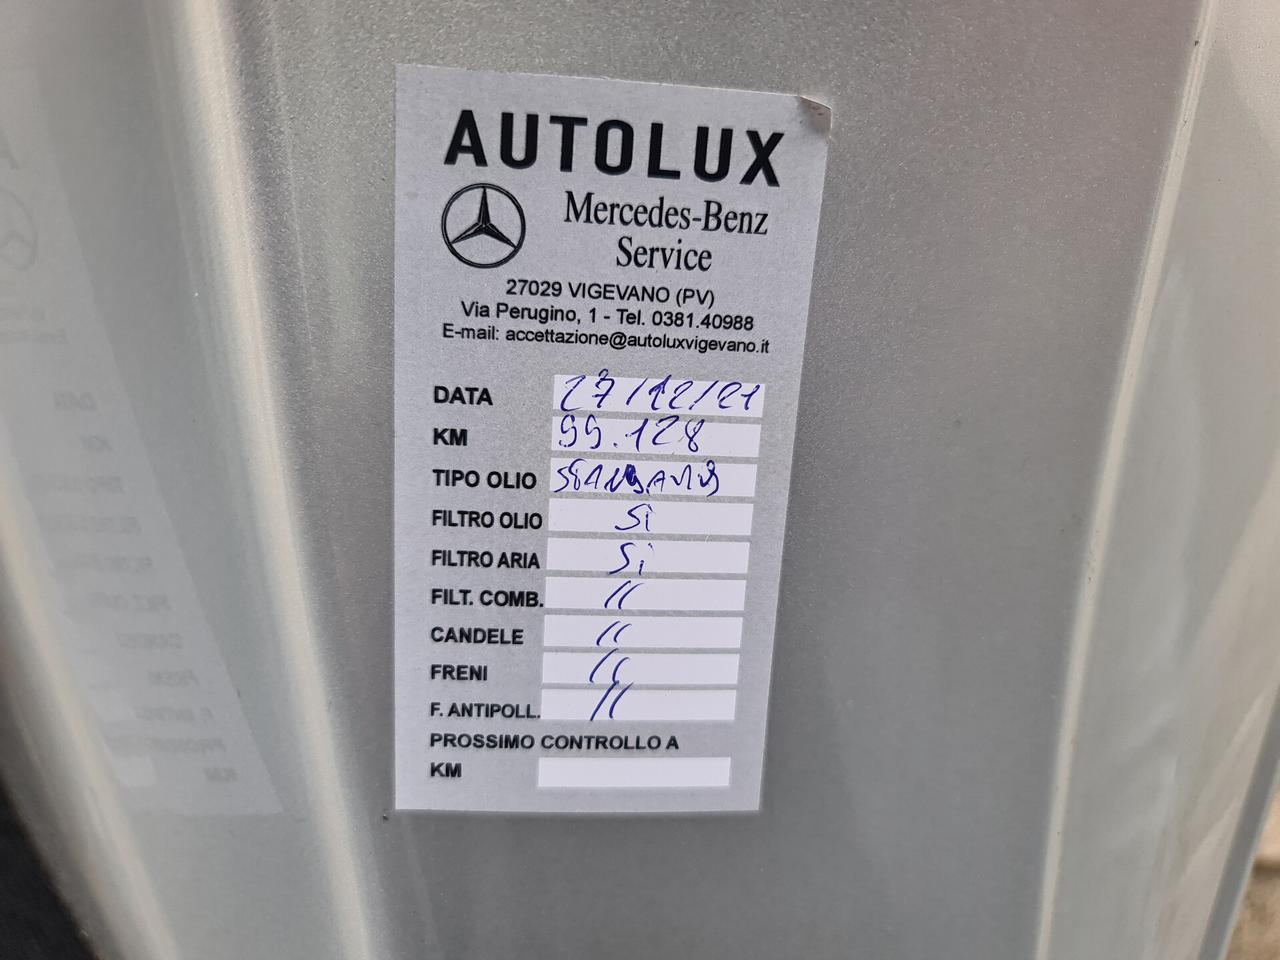 AUTOLUX
Mercedes-Benz
Service
27029 VIGEVANO (PV)
Via Perugino, 1 - Tel. 0381.40988
E-mail: accettazione@autoluxvigevano.it
DATA 27/12/21
KM 99.128
TIPO OLIO
FILTRO OLIO Si
FILTRO ARIA Si
FILT. COMB. //
CANDELE //
FRENI //
F. ANTIPOLL. //
PROSSIMO CONTROLLO A
KM